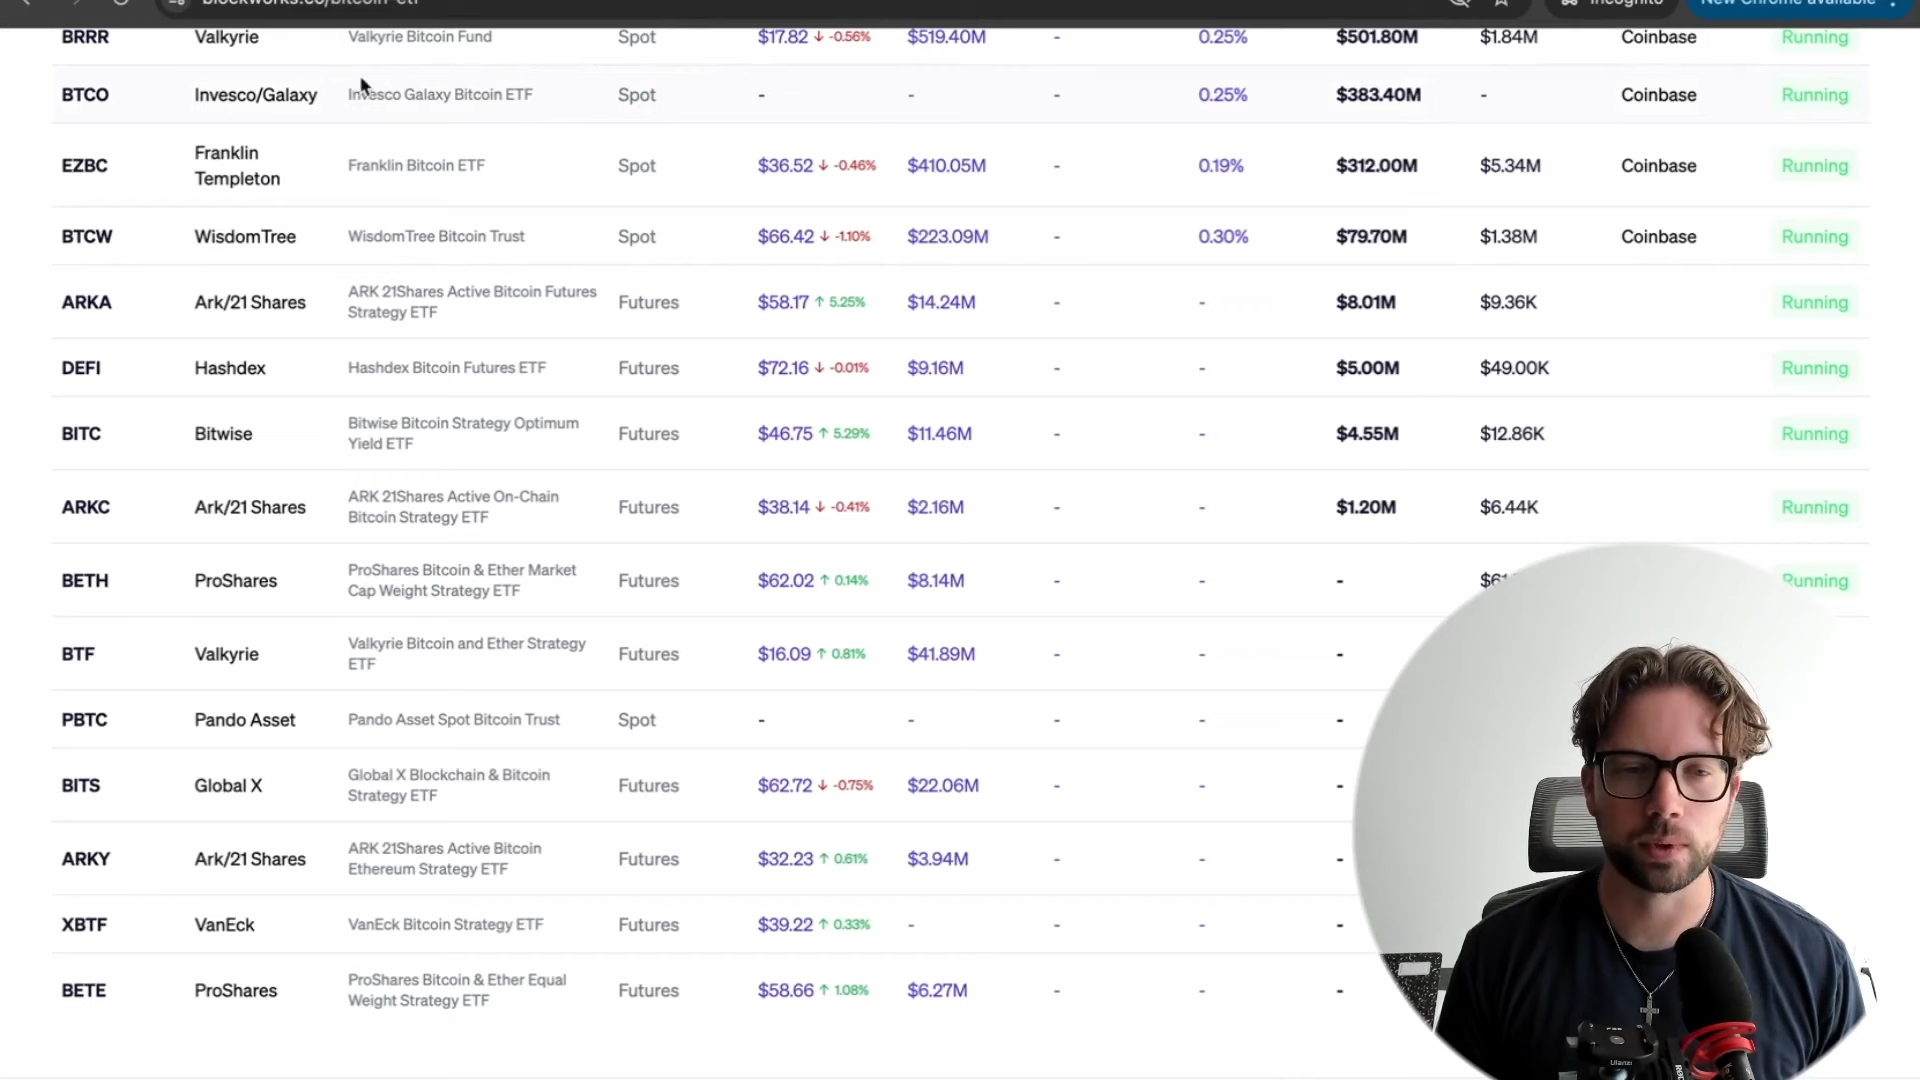 blockworks.co/bitcoin-etf
Incognito
New Chrome available
BRRR Valkyrie Valkyrie Bitcoin Fund Spot $17.82 ↓ -0.56% $519.40M - 0.25% $501.80M $1.84M Coinbase Running
BTCO Invesco/Galaxy Invesco Galaxy Bitcoin ETF Spot - - - 0.25% $383.40M - Coinbase Running
EZBC Franklin Templeton Franklin Bitcoin ETF Spot $36.52 ↓ -0.46% $410.05M - 0.19% $312.00M $5.34M Coinbase Running
BTCW WisdomTree WisdomTree Bitcoin Trust Spot $66.42 ↓ -1.10% $223.09M - 0.30% $79.70M $1.38M Coinbase Running
ARKA Ark/21 Shares ARK 21Shares Active Bitcoin Futures Strategy ETF Futures $58.17 ↑ 5.25% $14.24M - - $8.01M $9.36K Running
DEFI Hashdex Hashdex Bitcoin Futures ETF Futures $72.16 ↓ -0.01% $9.16M - - $5.00M $49.00K Running
BITC Bitwise Bitwise Bitcoin Strategy Optimum Yield ETF Futures $46.75 ↑ 5.29% $11.46M - - $4.55M $12.86K Running
ARKC Ark/21 Shares ARK 21Shares Active On-Chain Bitcoin Strategy ETF Futures $38.14 ↓ -0.41% $2.16M - - $1.20M $6.44K Running
BETH ProShares ProShares Bitcoin & Ether Market Cap Weight Strategy ETF Futures $62.02 ↑ 0.14% $8.14M - - - Running
BTF Valkyrie Valkyrie Bitcoin and Ether Strategy ETF Futures $16.09 ↑ 0.81% $41.89M - - -
PBTC Pando Asset Pando Asset Spot Bitcoin Trust Spot - - - - -
BITS Global X Global X Blockchain & Bitcoin Strategy ETF Futures $62.72 ↓ -0.75% $22.06M - - -
ARKY Ark/21 Shares ARK 21Shares Active Bitcoin Ethereum Strategy ETF Futures $32.23 ↑ 0.61% $3.94M - - -
XBTF VanEck VanEck Bitcoin Strategy ETF Futures $39.22 ↑ 0.33% - - - -
BETE ProShares ProShares Bitcoin & Ether Equal Weight Strategy ETF Futures $58.66 ↑ 1.08% $6.27M - - -